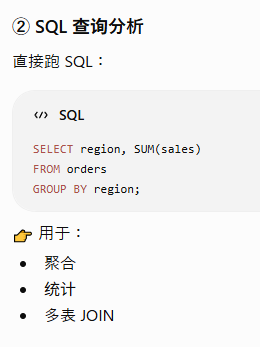 ② SQL 查询分析
直接跑 SQL：
SQL
SELECT region, SUM(sales)
FROM orders
GROUP BY region;
👉 用于：
• 聚合
• 统计
• 多表 JOIN